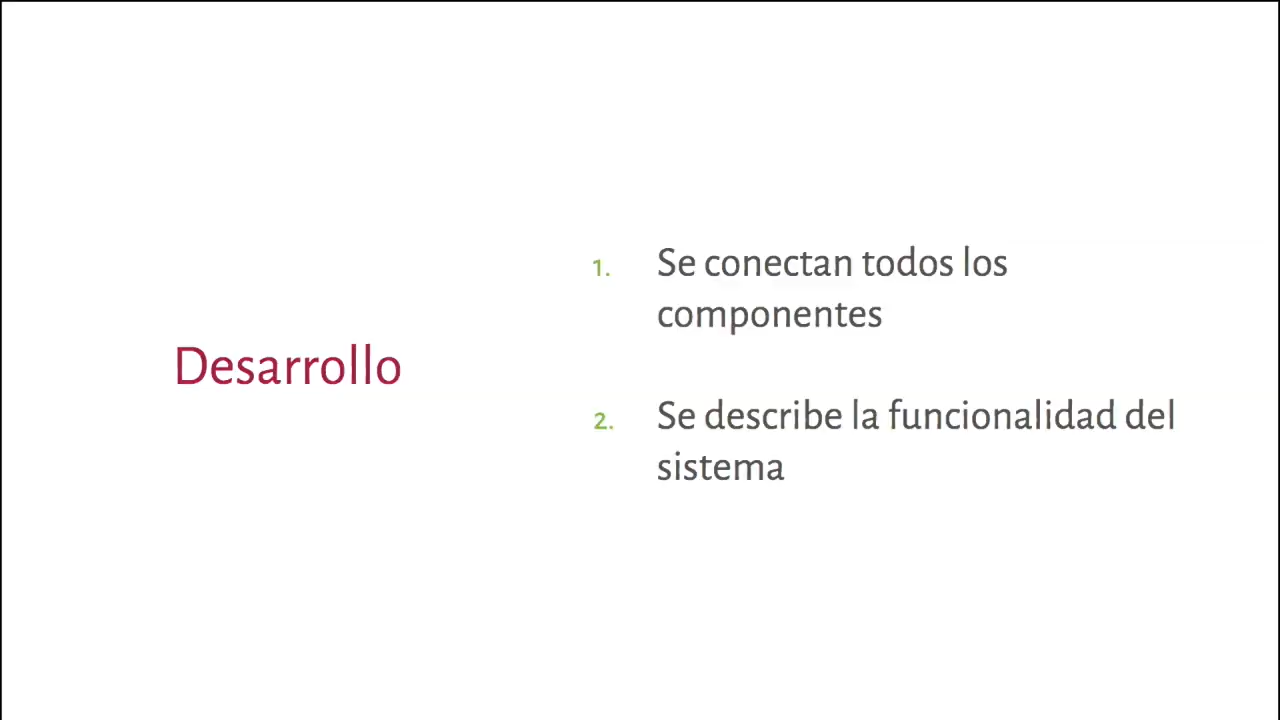 Desarrollo
1. Se conectan todos los
componentes
2. Se describe la funcionalidad del
sistema